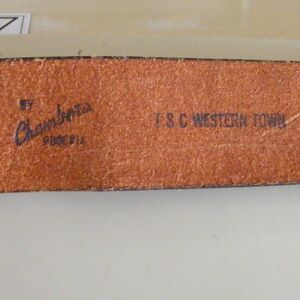 BY
Chambers
PHOENIX
T S C WESTERN TOWN